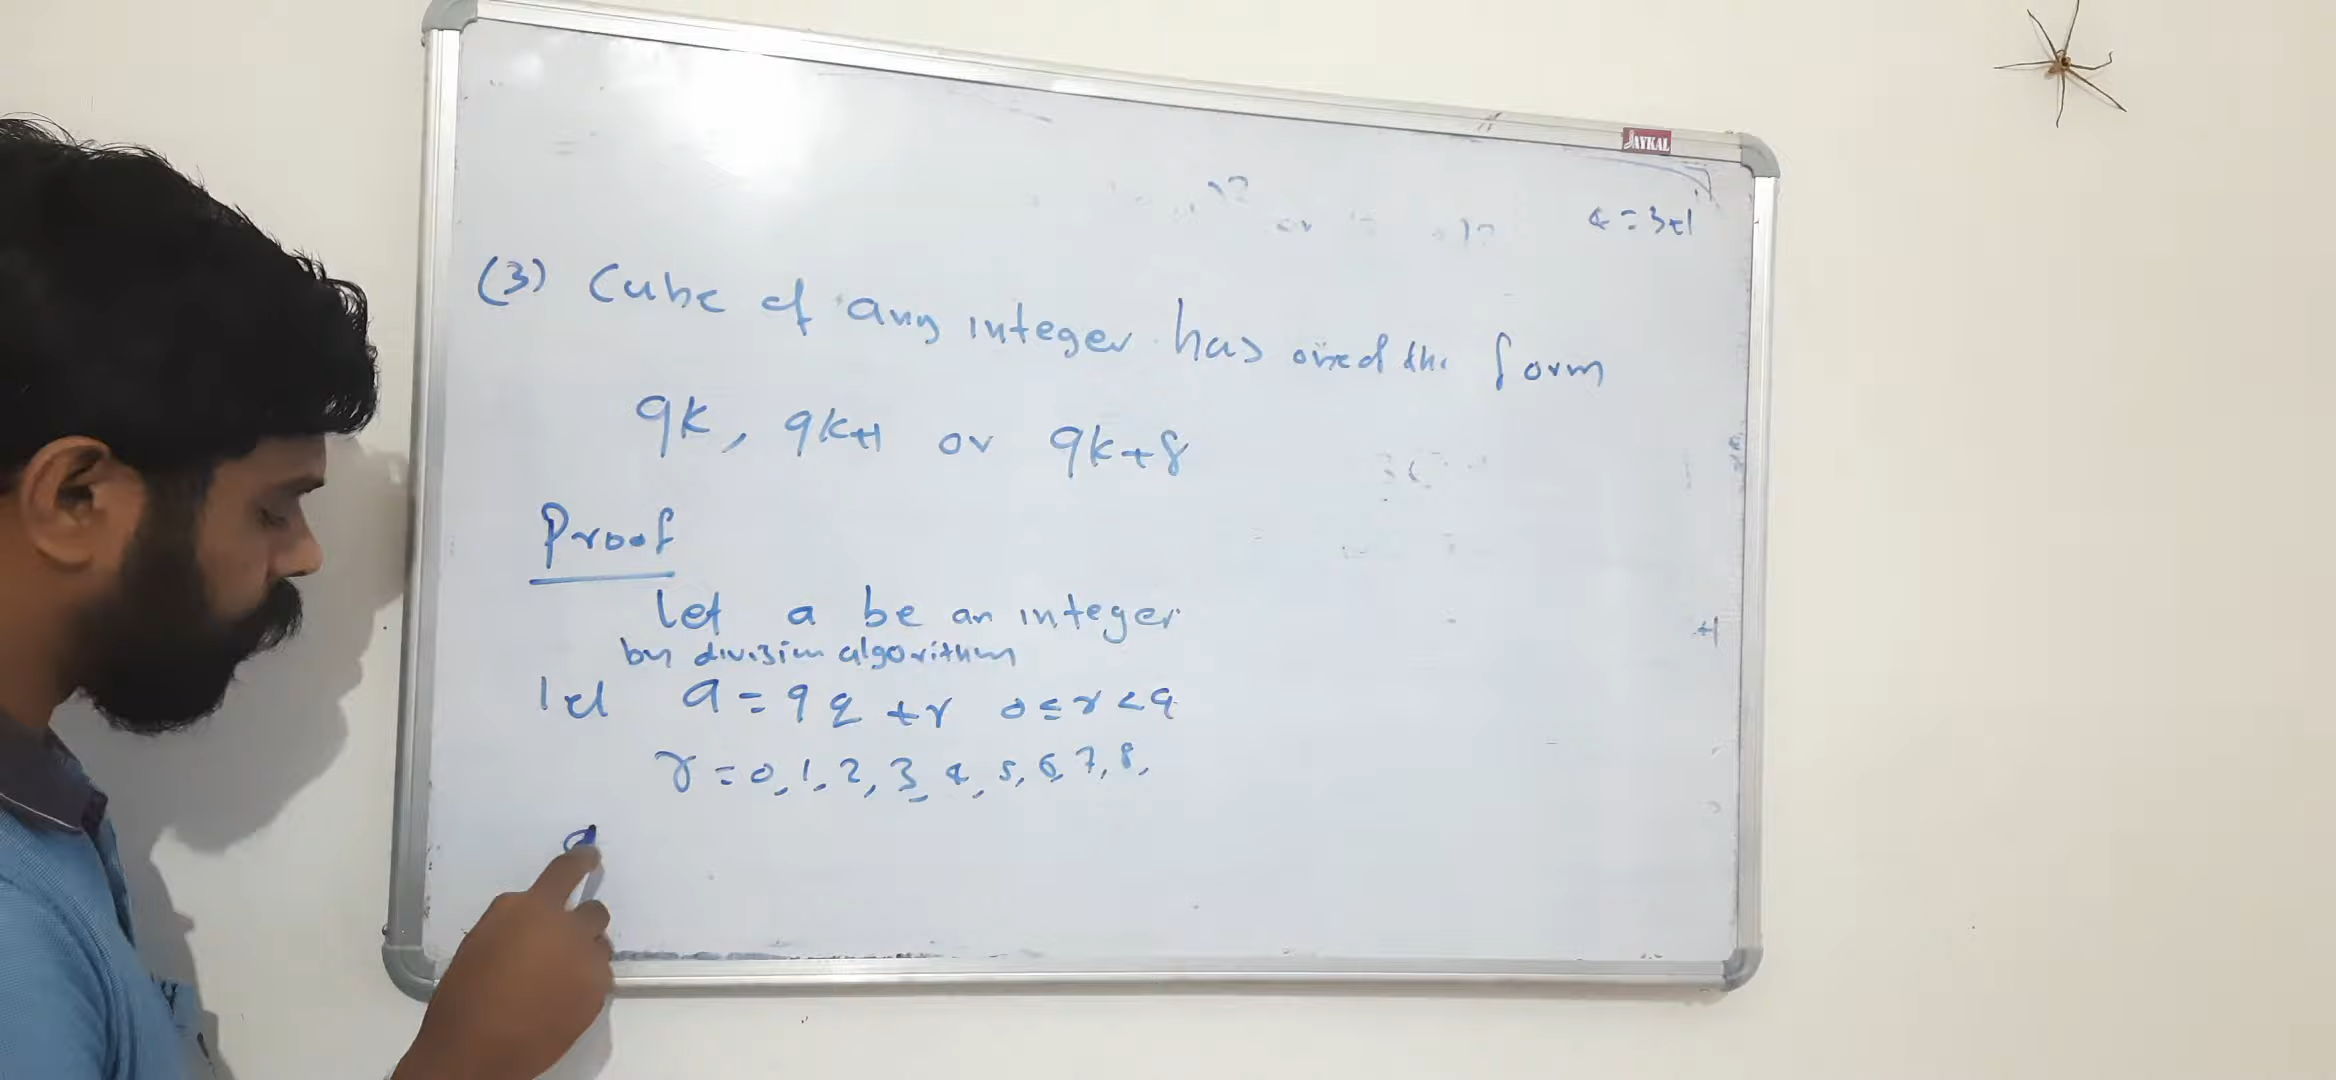 JAYKAL
4 = 3+1
(3) Cube of any integer has one of the form
9k, 9k+1 or 9k+8
Proof
Let a be an integer
by division algorithm
let a = 9q + r 0 ≤ r < 9
r = 0, 1, 2, 3, 4, 5, 6, 7, 8,
a
+1